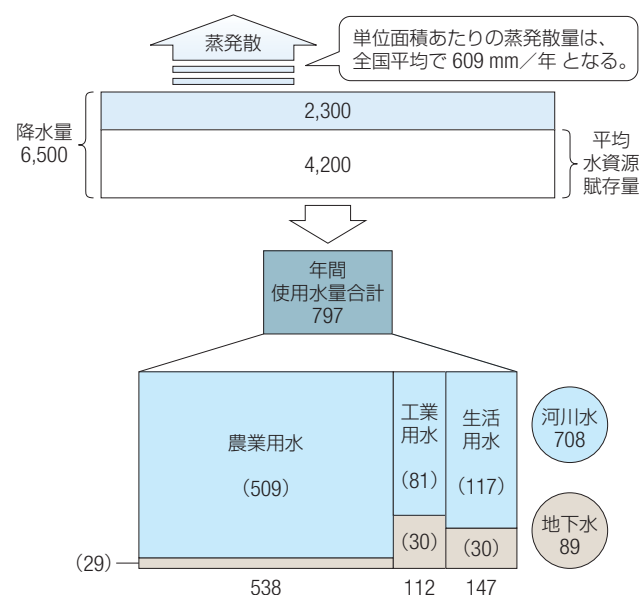 蒸発散
単位面積あたりの蒸発散量は、
全国平均で 609 mm／年 となる。
2,300
降水量
6,500
4,200
平均
水資源
賦存量
年間
使用水量合計
797
農業用水
(509)
工業
用水
(81)
生活
用水
(117)
河川水
708
(29)
(30)
(30)
地下水
89
538
112
147